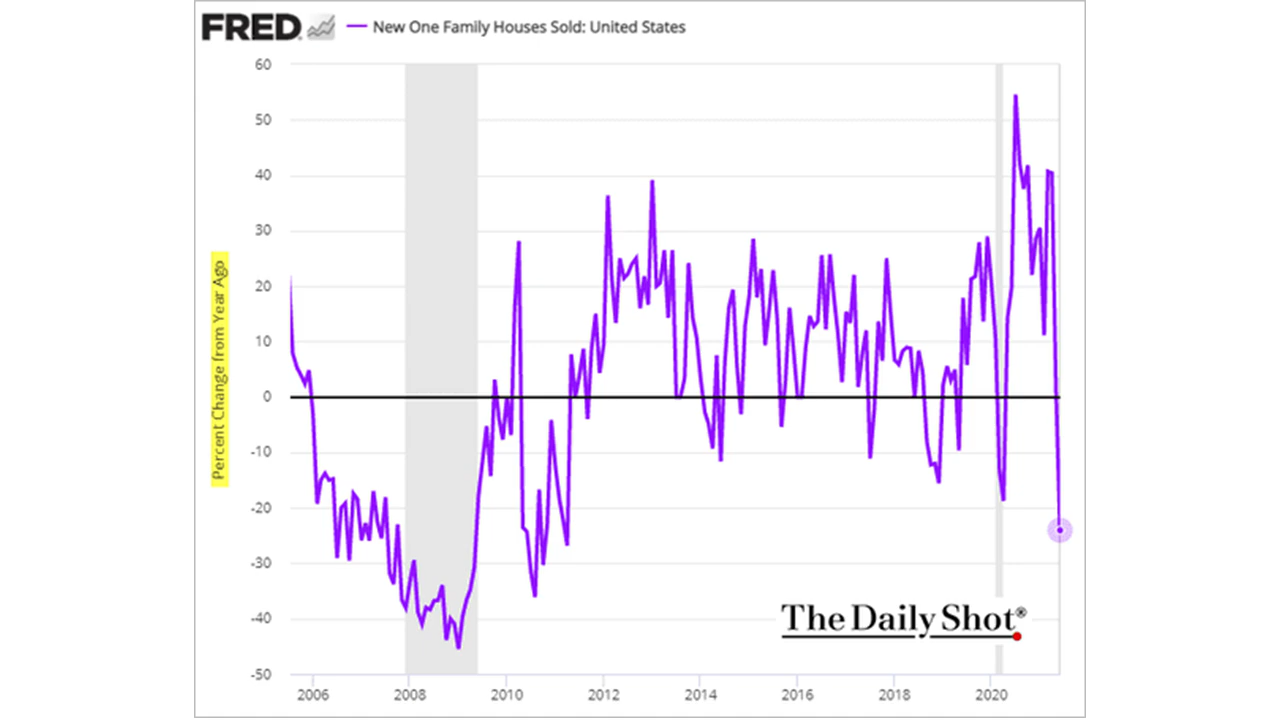 FRED
New One Family Houses Sold: United States
Percent Change from Year Ago
60
50
40
30
20
10
0
-10
-20
-30
-40
-50
The Daily Shot®
2006 2008 2010 2012 2014 2016 2018 2020